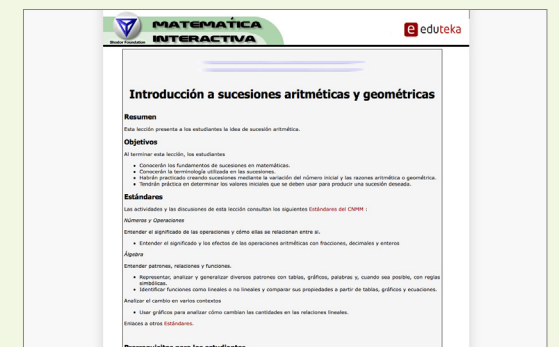 MATEMATICA
INTERACTIVA
Shodor Foundation
e eduteka
Introducción a sucesiones aritméticas y geométricas
Resumen
Esta lección presenta a los estudiantes la idea de sucesión aritmética.
Objetivos
Al terminar esta lección, los estudiantes
• Conocerán los fundamentos de sucesiones en matemáticas.
• Conocerán la terminología utilizada en las sucesiones.
• Habrán practicado creando sucesiones mediante la variación del número inicial y las razones aritmética o geométrica.
• Tendrán práctica en determinar los valores iniciales que se deben usar para producir una sucesión deseada.
Estándares
Las actividades y las discusiones de esta lección consultan los siguientes Estándares del CNMM :
Números y Operaciones
Entender el significado de las operaciones y cómo ellas se relacionan entre si.
• Entender el significado y los efectos de las operaciones aritméticas con fracciones, decimales y enteros
Álgebra
Entender patrones, relaciones y funciones.
• Representar, analizar y generalizar diversos patrones con tablas, gráficos, palabras y, cuando sea posible, con reglas
simbólicas.
• Identificar funciones como lineales o no lineales y comparar sus propiedades a partir de tablas, gráficos y ecuaciones.
Analizar el cambio en varios contextos
• Usar gráficos para analizar cómo cambian las cantidades en las relaciones lineales.
Enlaces a otros Estándares.
Prerrequisitos para los estudiantes